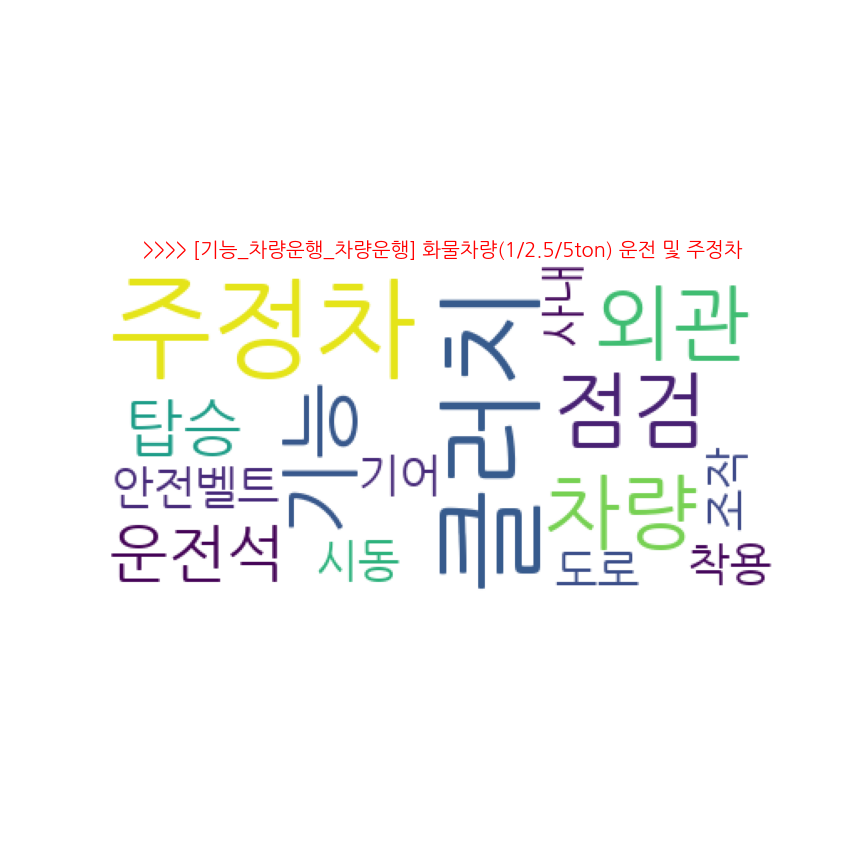 >>>> [기능_차량운행_차량운행] 화물차량(1/2.5/5ton) 운전 및 주정차
주정차
클러치
사내
외관
탑승
기능
점검
안전벨트
기어
차량
조작
운전석
시동
도로
착용